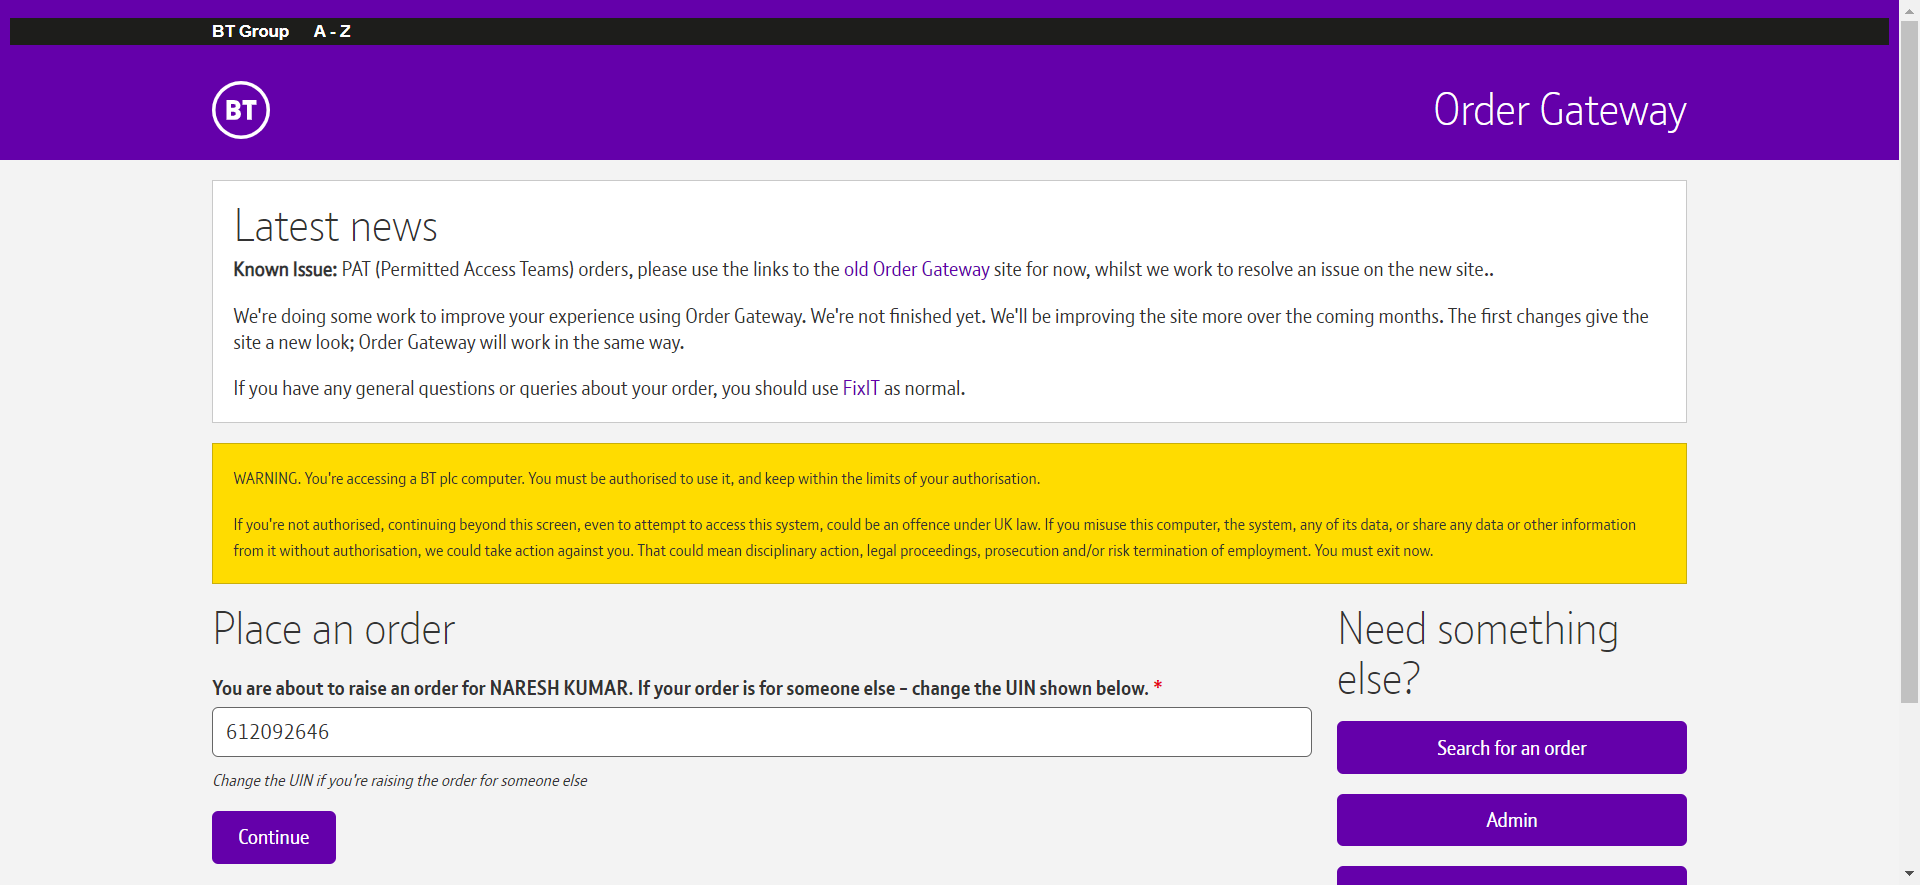 BT Group A - Z
BT
Order Gateway
Latest news
Known Issue: PAT (Permitted Access Teams) orders, please use the links to the old Order Gateway site for now, whilst we work to resolve an issue on the new site..
We're doing some work to improve your experience using Order Gateway. We're not finished yet. We'll be improving the site more over the coming months. The first changes give the
site a new look; Order Gateway will work in the same way.
If you have any general questions or queries about your order, you should use FixIT as normal.
WARNING. You're accessing a BT plc computer. You must be authorised to use it, and keep within the limits of your authorisation.
If you're not authorised, continuing beyond this screen, even to attempt to access this system, could be an offence under UK law. If you misuse this computer, the system, any of its data, or share any data or other information
from it without authorisation, we could take action against you. That could mean disciplinary action, legal proceedings, prosecution and/or risk termination of employment. You must exit now.
Place an order
You are about to raise an order for NARESH KUMAR. If your order is for someone else – change the UIN shown below. *
612092646
Change the UIN if you're raising the order for someone else
Continue
Need something
else?
Search for an order
Admin